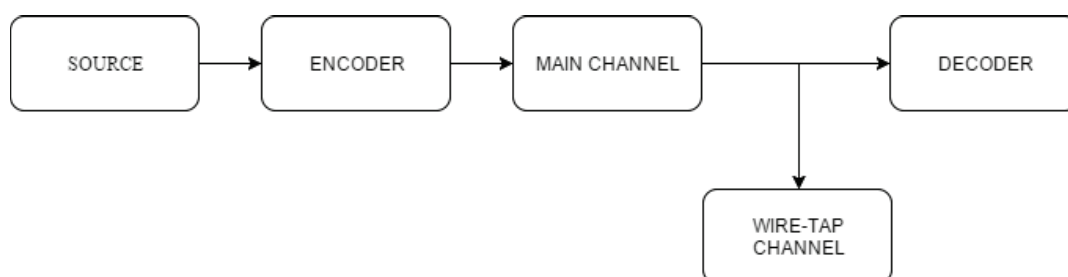 SOURCE
ENCODER
MAIN CHANNEL
DECODER
WIRE-TAP
CHANNEL